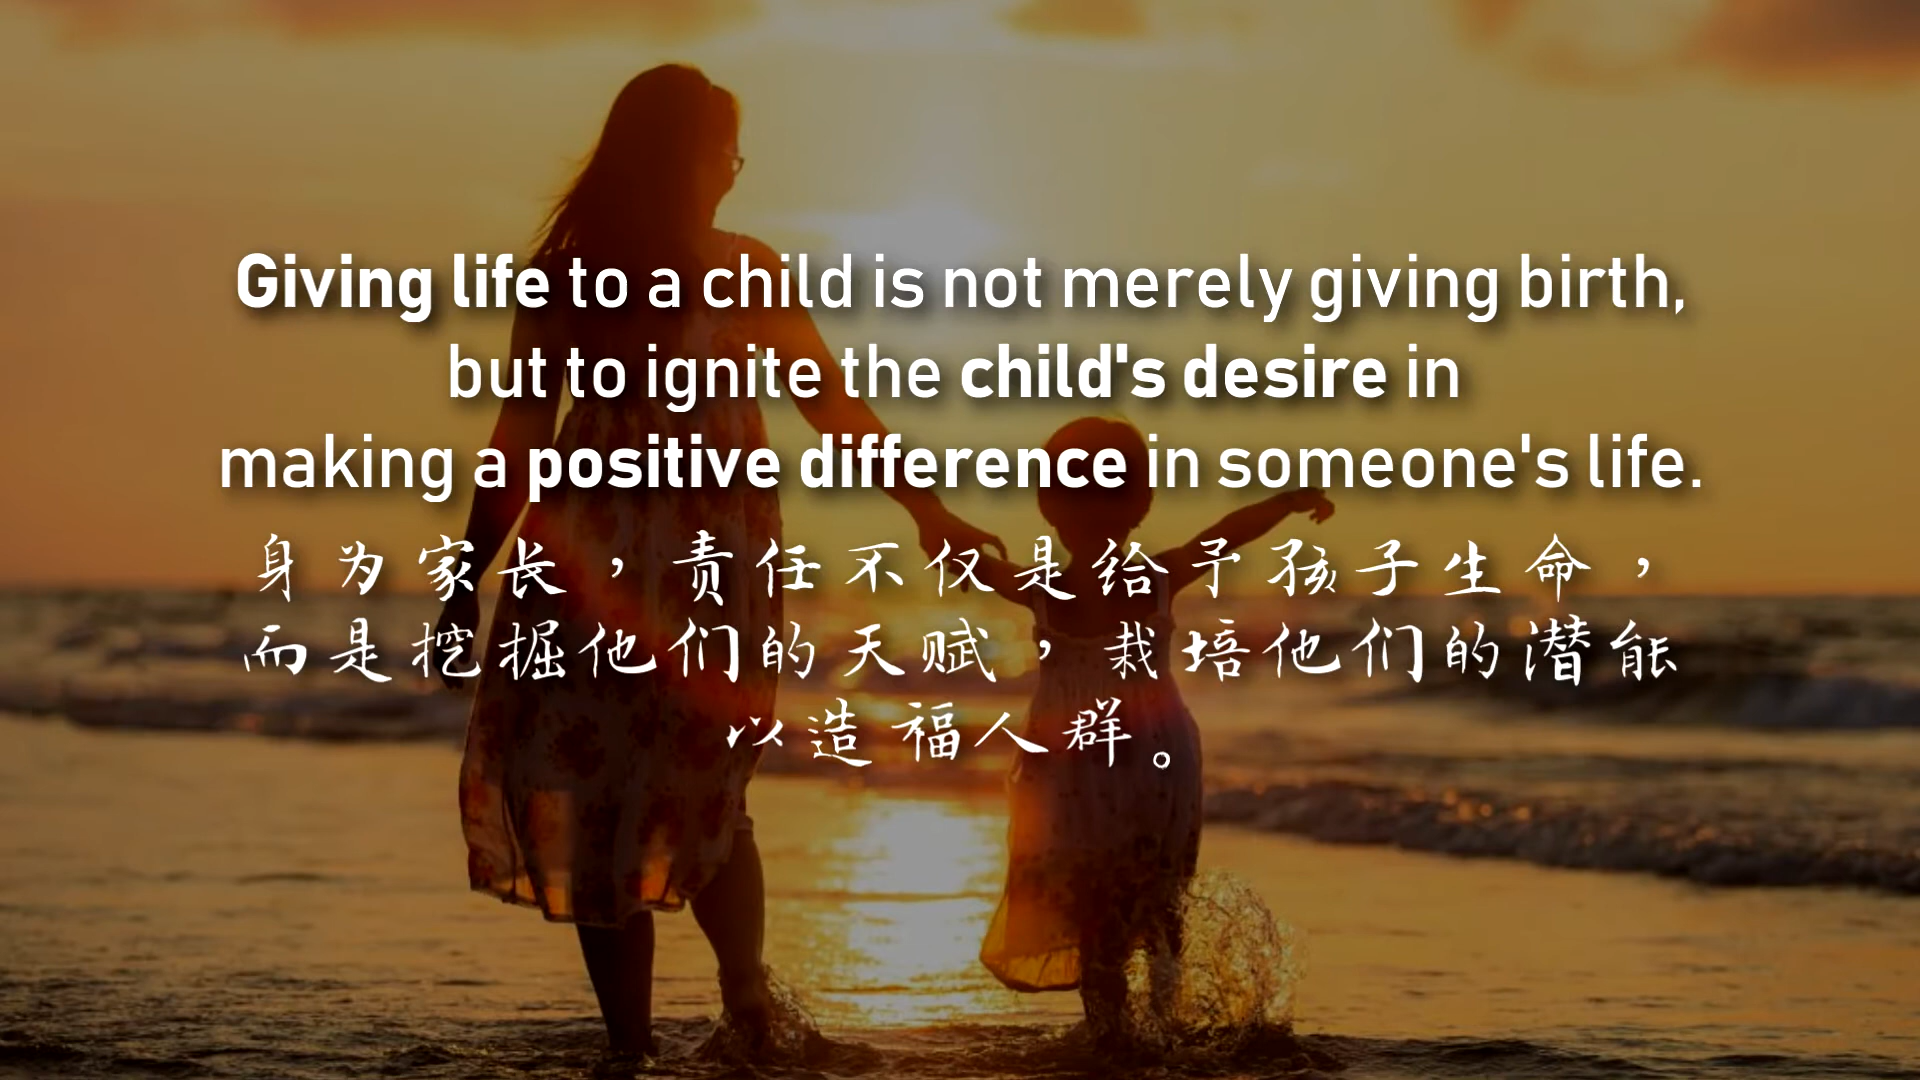 Giving life to a child is not merely giving birth,
but to ignite the child's desire in
making a positive difference in someone's life.
身为家长，责任不仅是给予孩子生命，
而是挖掘他们的天赋，栽培他们的潜能
以造福人群。